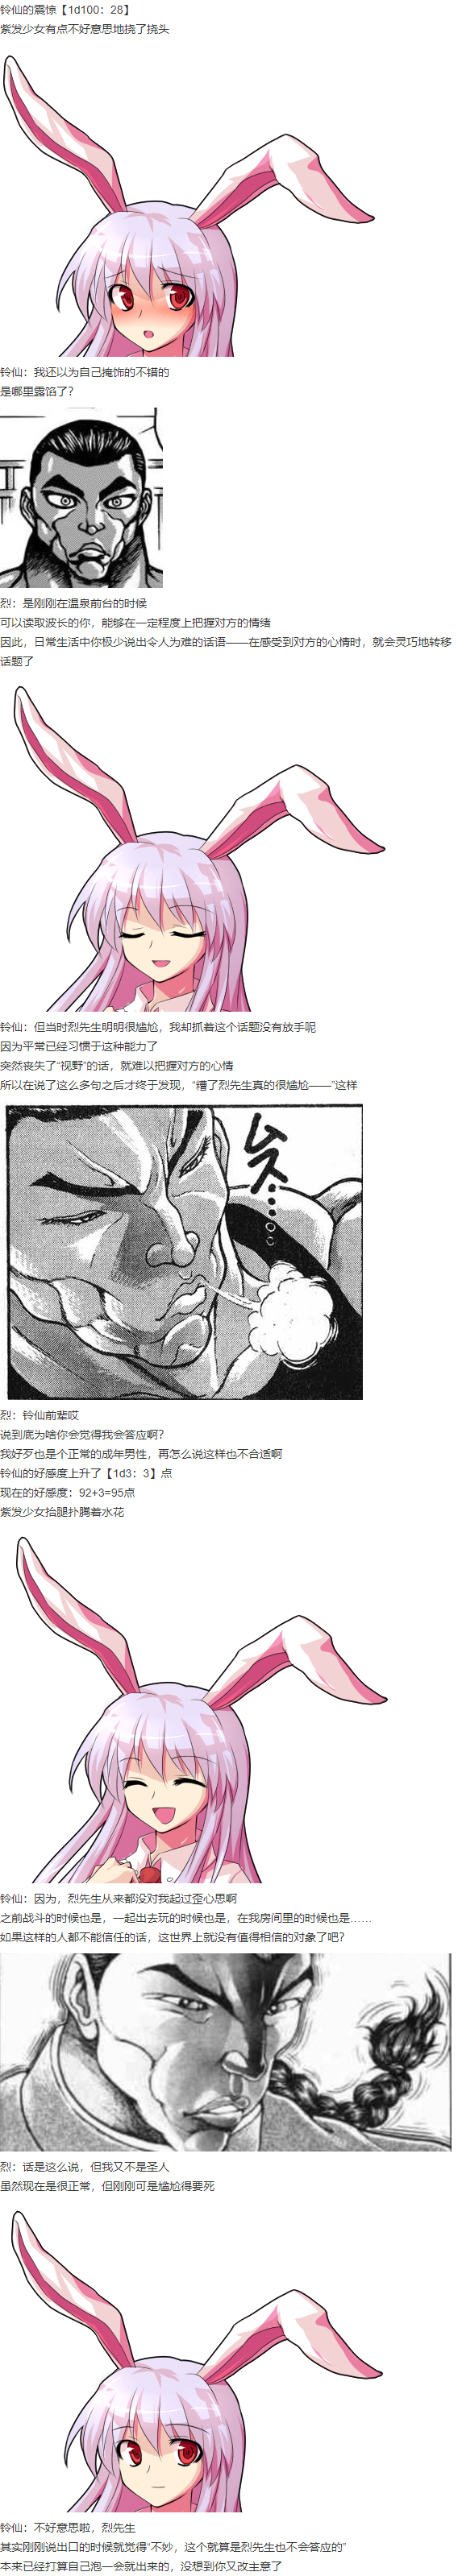 铃仙的震惊【1d100：28】
紫发少女有点不好意思地挠了挠头
铃仙：我还以为自己掩饰的不错的
是哪里露馅了？
烈：是刚刚在温泉前台的时候
可以读取波长的你，能够在一定程度上把握对方的情绪
因此，日常生活中你极少说出令人为难的话语——在感受到对方的心情时，就会灵巧地转移
话题了
铃仙：但当时烈先生明明很尴尬，我却抓着这个话题没有放手呢
因为平常已经习惯于这种能力了
突然丧失了“视野”的话，就难以把握对方的心情
所以在说了这么多句之后才终于发现，“糟了烈先生真的很尴尬——”这样
ムス…
烈：铃仙前辈哎
说到底为啥你会觉得我会答应啊？
我好歹也是个正常的成年男性，再怎么说这样也不合适啊
铃仙的好感度上升了【1d3：3】点
现在的好感度：92+3=95点
紫发少女抬腿扑腾着水花
铃仙：因为，烈先生从来都没对我起过歪心思啊
之前战斗的时候也是，一起出去玩的时候也是，在我房间里的时候也是……
如果这样的人都不能信任的话，这世界上就没有值得相信的对象了吧？
烈：话是这么说，但我又不是圣人
虽然现在是很正常，但刚刚可是尴尬得要死
铃仙：不好意思啦，烈先生
其实刚刚说出口的时候就觉得“不妙，这个就算是烈先生也不会答应的”
本来已经打算自己泡一会就出来的，没想到你又改主意了